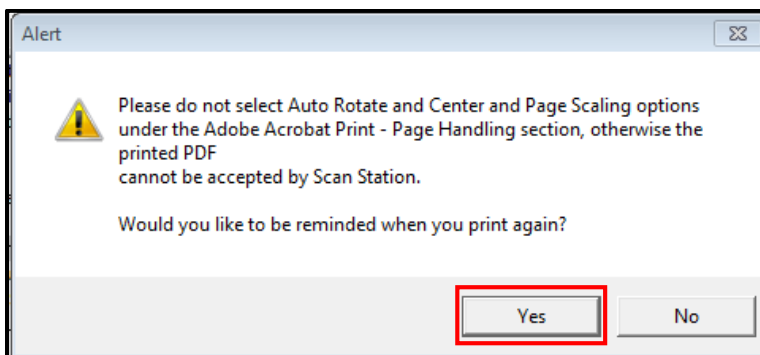 Alert
Please do not select Auto Rotate and Center and Page Scaling options
under the Adobe Acrobat Print - Page Handling section, otherwise the
printed PDF
cannot be accepted by Scan Station.
Would you like to be reminded when you print again?
Yes No